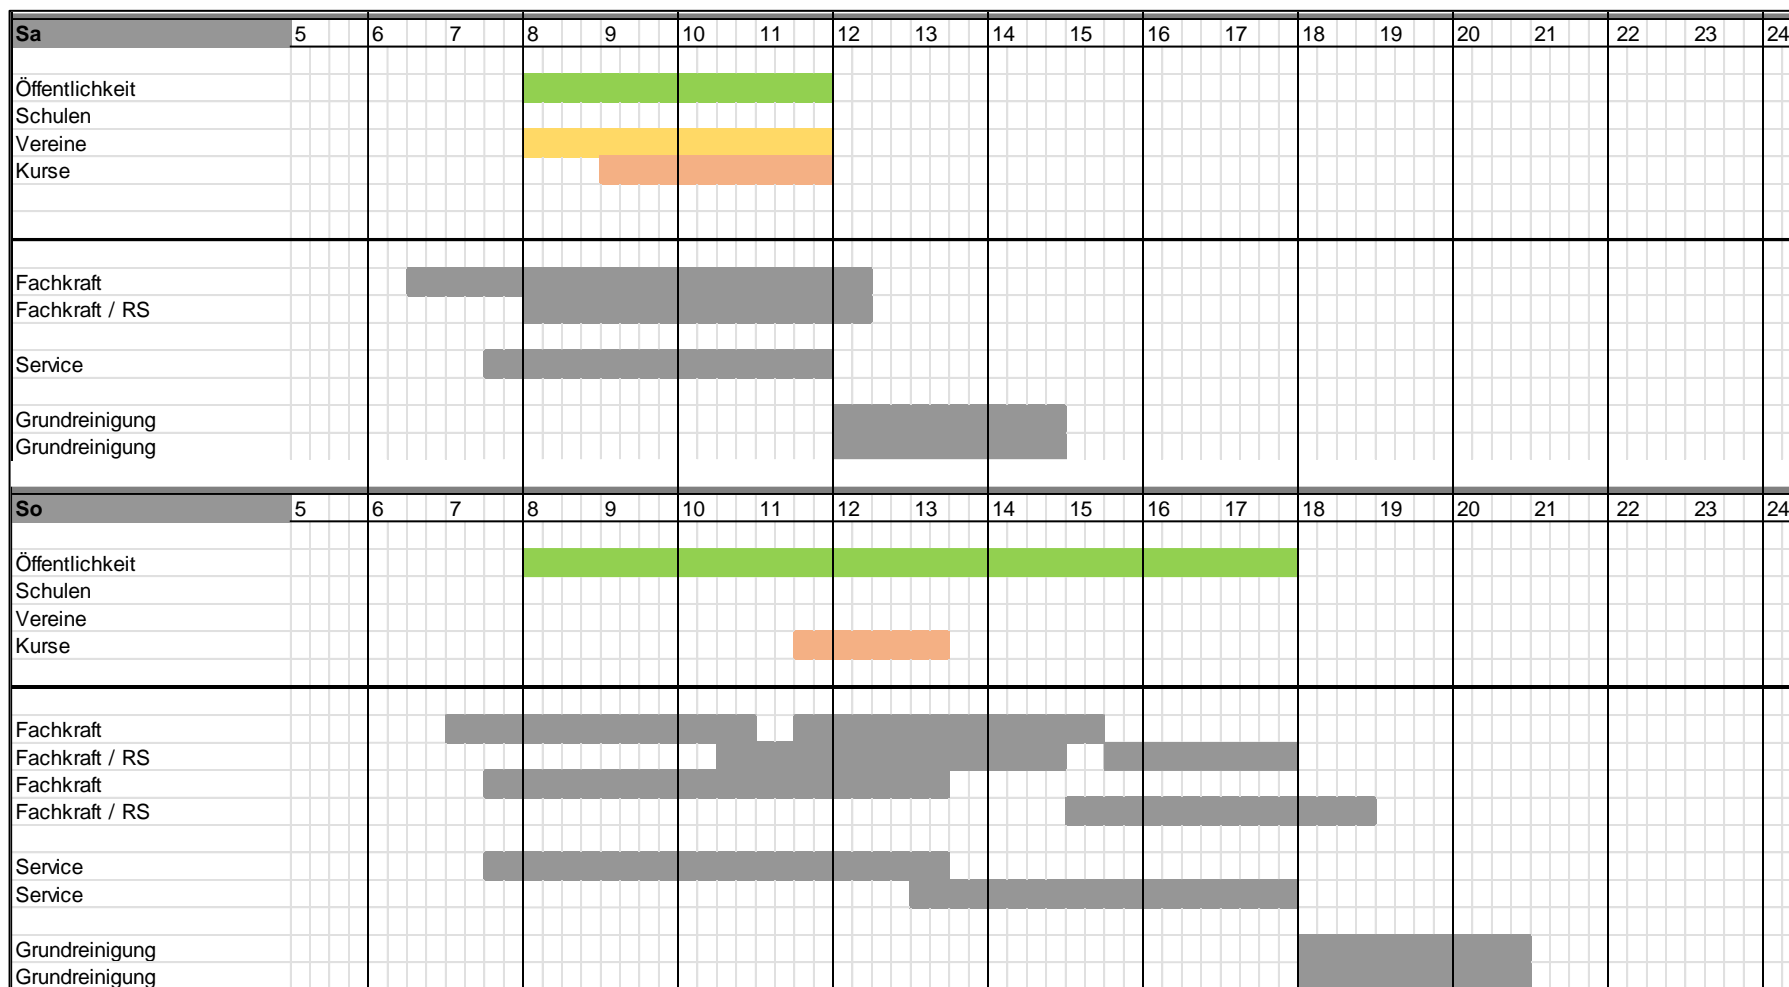 Sa 5 6 7 8 9 10 11 12 13 14 15 16 17 18 19 20 21 22 23 24
Öffentlichkeit
Schulen
Vereine
Kurse
Fachkraft
Fachkraft / RS
Service
Grundreinigung
Grundreinigung
So 5 6 7 8 9 10 11 12 13 14 15 16 17 18 19 20 21 22 23 24
Öffentlichkeit
Schulen
Vereine
Kurse
Fachkraft
Fachkraft / RS
Fachkraft
Fachkraft / RS
Service
Service
Grundreinigung
Grundreinigung